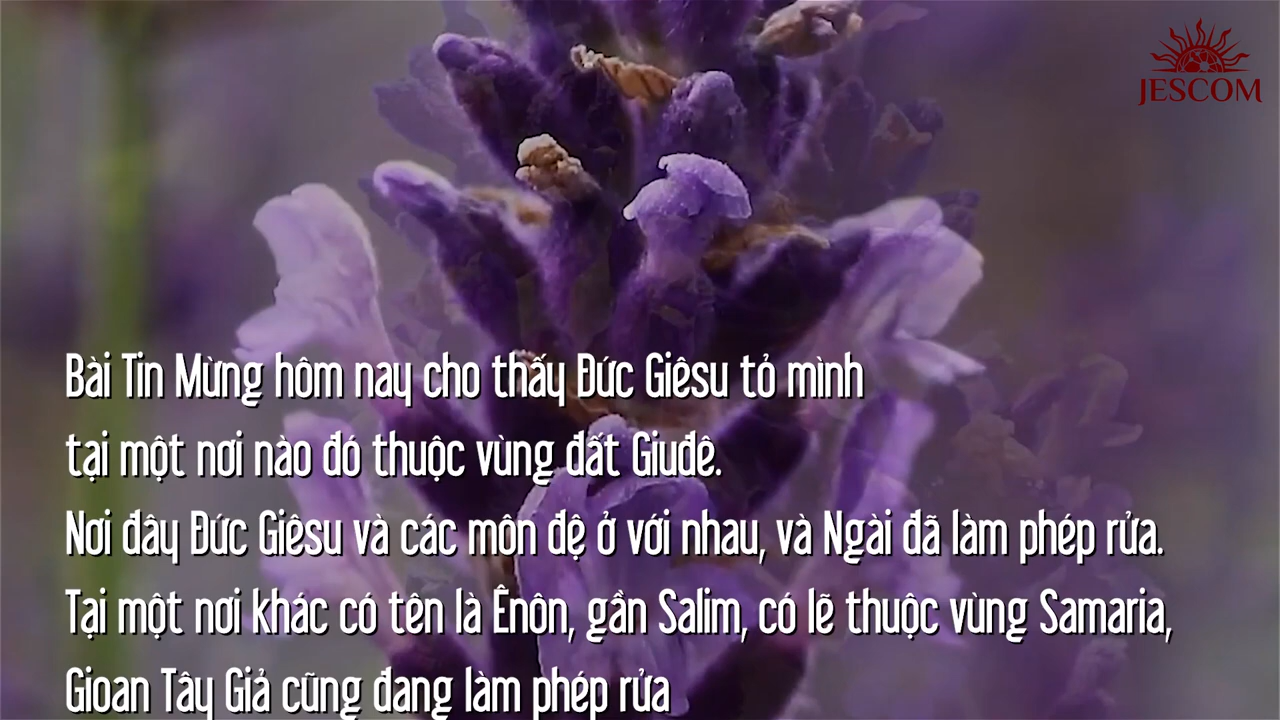 JESCOM
Bài Tin Mừng hôm nay cho thấy Đức Giêsu tỏ mình
tại một nơi nào đó thuộc vùng đất Giuđê.
Nơi đây Đức Giêsu và các môn đệ ở với nhau, và Ngài đã làm phép rửa.
Tại một nơi khác có tên là Ênôn, gần Salim, có lẽ thuộc vùng Samaria,
Gioan Tây Giả cũng đang làm phép rửa